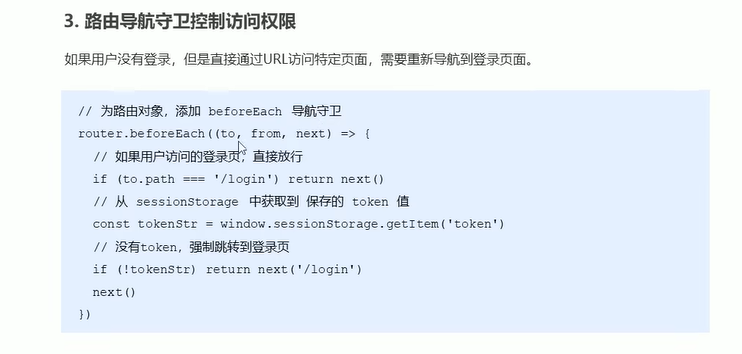 3. 路由导航守卫控制访问权限
如果用户没有登录，但是直接通过URL访问特定页面，需要重新导航到登录页面。
// 为路由对象，添加 beforeEach 导航守卫
router.beforeEach((to, from, next) => {
// 如果用户访问的登录页，直接放行
if (to.path === '/login') return next()
// 从 sessionStorage 中获取到 保存的 token 值
const tokenStr = window.sessionStorage.getItem('token')
// 没有token，强制跳转到登录页
if (!tokenStr) return next('/login')
next()
})